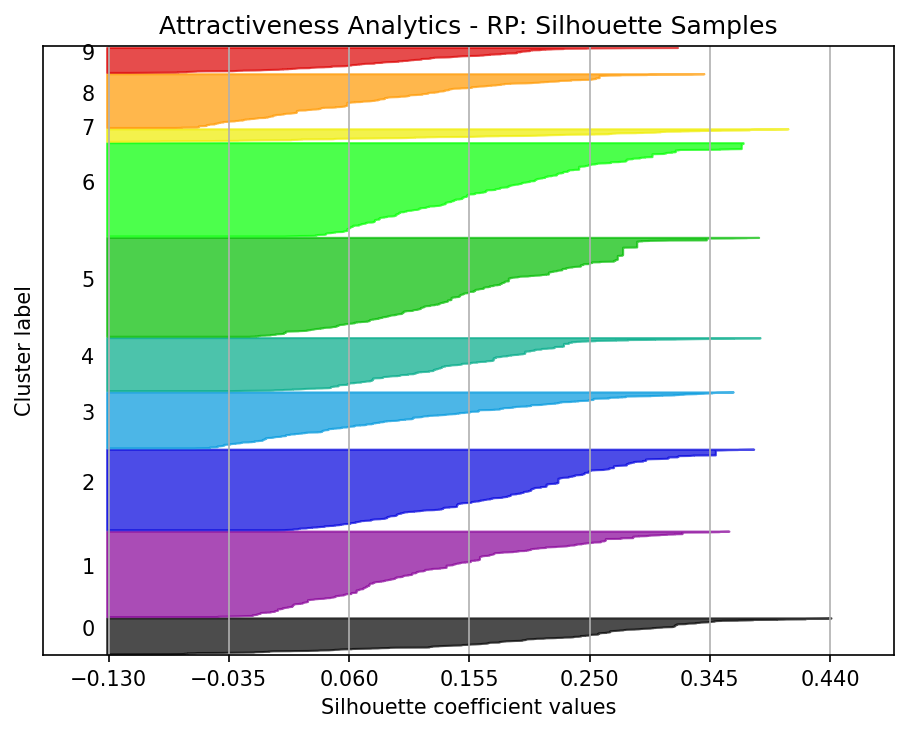 Attractiveness Analytics - RP: Silhouette Samples
9
8
7
6
5
4
3
2
1
0
Cluster label
−0.130 −0.035 0.060 0.155 0.250 0.345 0.440
Silhouette coefficient values